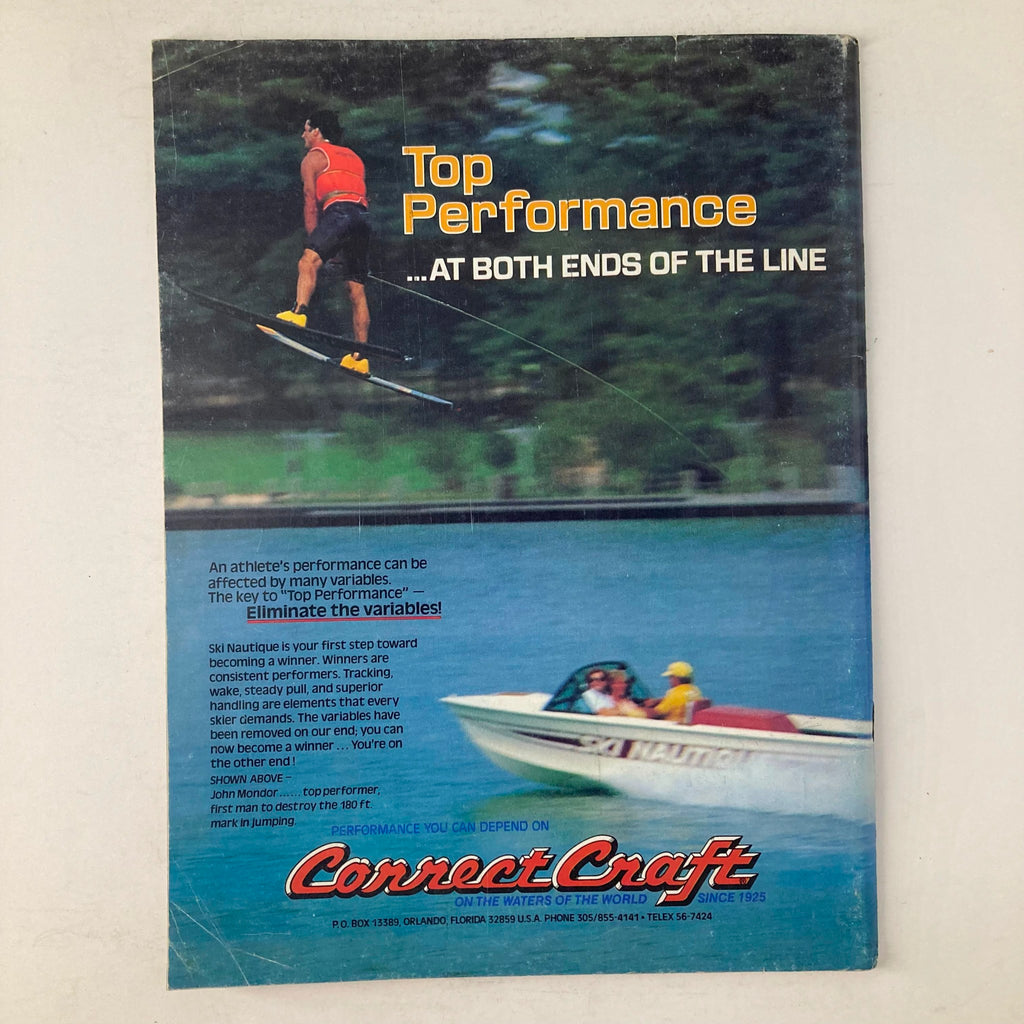 Top
Performance
...AT BOTH ENDS OF THE LINE
An athlete's performance can be
affected by many variables.
The key to "Top Performance" —
Eliminate the variables!
Ski Nautique is your first step toward
becoming a winner. Winners are
consistent performers. Tracking,
wake, steady pull, and superior
handling are elements that every
skier demands. The variables have
been removed on our end; you can
now become a winner ... You're on
the other end!
SHOWN ABOVE –
John Mondor...... top performer,
first man to destroy the 180 ft.
mark in Jumping.
SKI NAUTIQUE
PERFORMANCE YOU CAN DEPEND ON
Correct Craft
ON THE WATERS OF THE WORLD SINCE 1925
P.O. BOX 13389, ORLANDO, FLORIDA 32859 U.S.A. PHONE 305/855-4141 • TELEX 56-7424